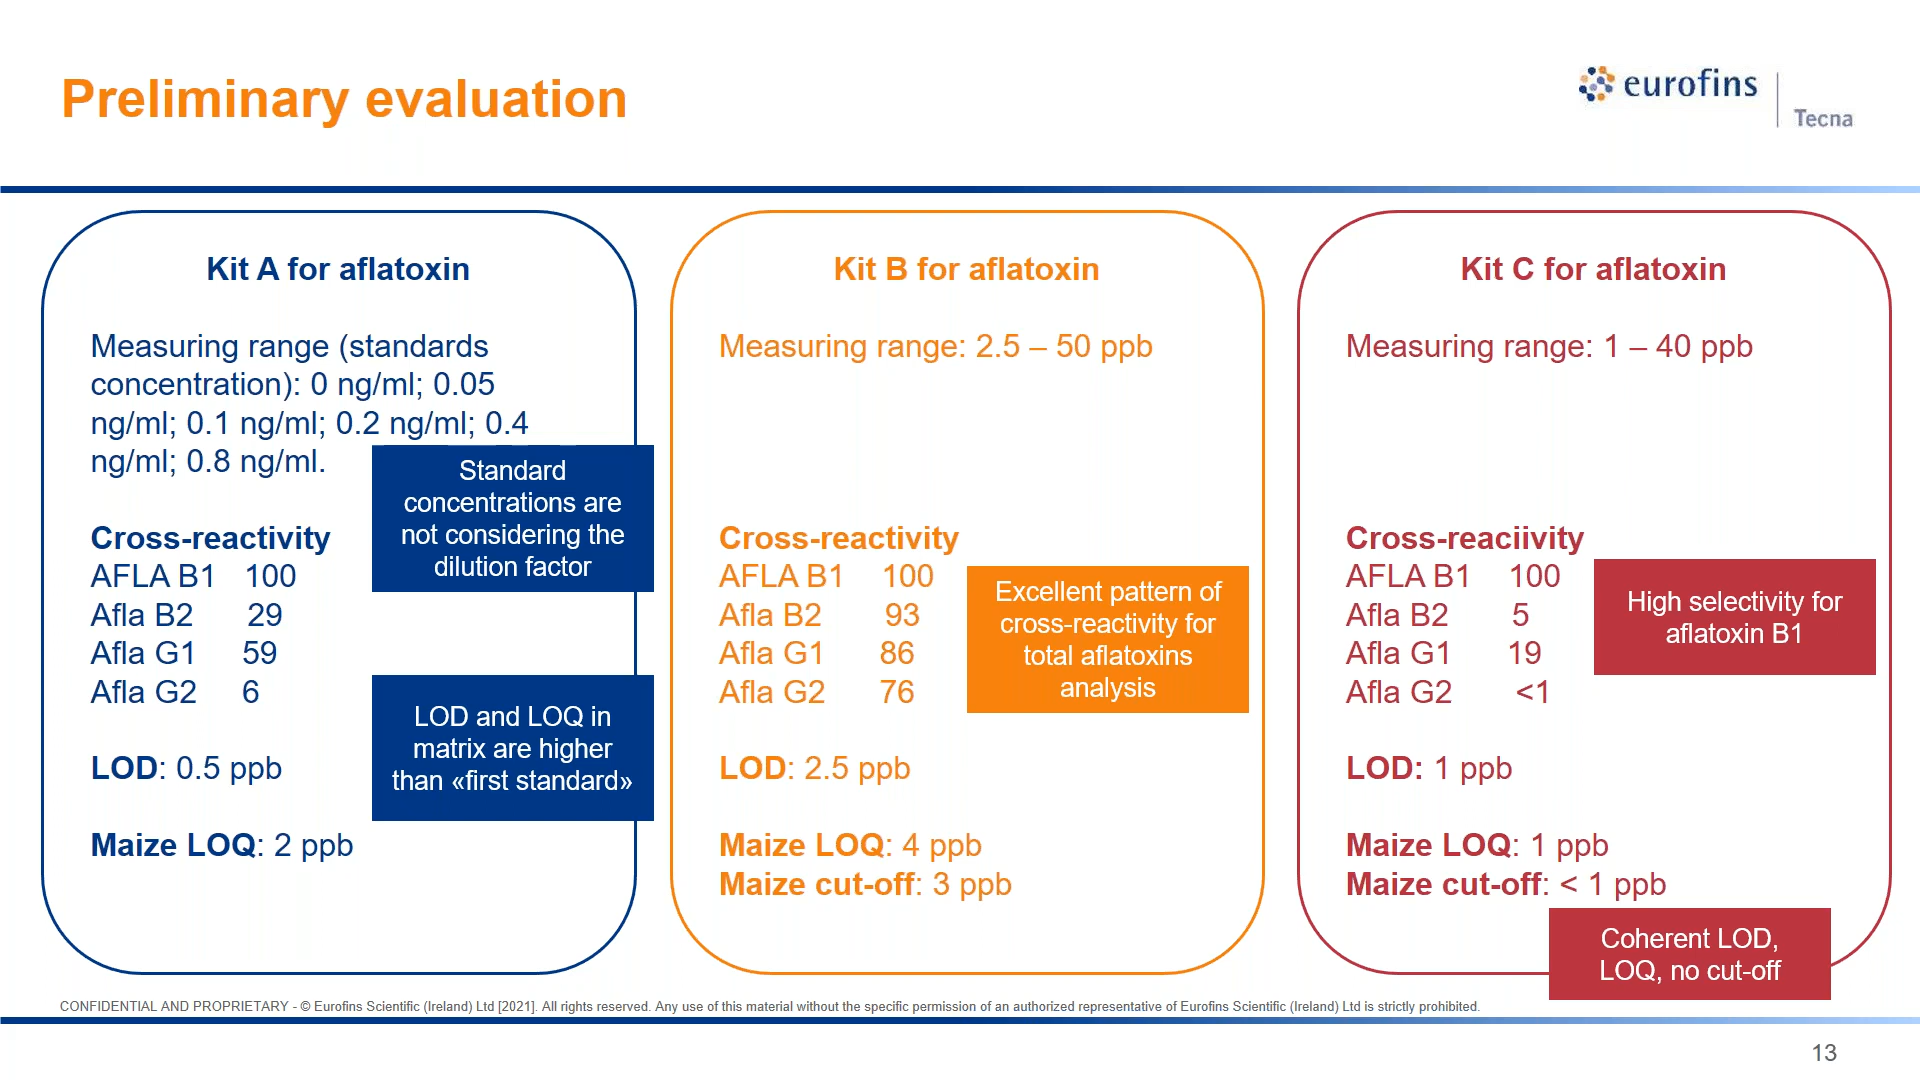 Preliminary evaluation
eurofins
Tecna
Kit A for aflatoxin
Measuring range (standards
concentration): 0 ng/ml; 0.05
ng/ml; 0.1 ng/ml; 0.2 ng/ml; 0.4
ng/ml; 0.8 ng/ml.
Standard
concentrations are
not considering the
dilution factor
Cross-reactivity
AFLA B1 100
Afla B2 29
Afla G1 59
Afla G2 6
LOD and LOQ in
matrix are higher
than «first standard»
LOD: 0.5 ppb
Maize LOQ: 2 ppb
Kit B for aflatoxin
Measuring range: 2.5 – 50 ppb
Cross-reactivity
AFLA B1 100
Afla B2 93
Afla G1 86
Afla G2 76
Excellent pattern of
cross-reactivity for
total aflatoxins
analysis
LOD: 2.5 ppb
Maize LOQ: 4 ppb
Maize cut-off: 3 ppb
Kit C for aflatoxin
Measuring range: 1 – 40 ppb
Cross-reaciivity
AFLA B1 100
Afla B2 5
Afla G1 19
Afla G2 <1
High selectivity for
aflatoxin B1
LOD: 1 ppb
Maize LOQ: 1 ppb
Maize cut-off: < 1 ppb
Coherent LOD,
LOQ, no cut-off
CONFIDENTIAL AND PROPRIETARY - © Eurofins Scientific (Ireland) Ltd [2021]. All rights reserved. Any use of this material without the specific permission of an authorized representative of Eurofins Scientific (Ireland) Ltd is strictly prohibited.
13